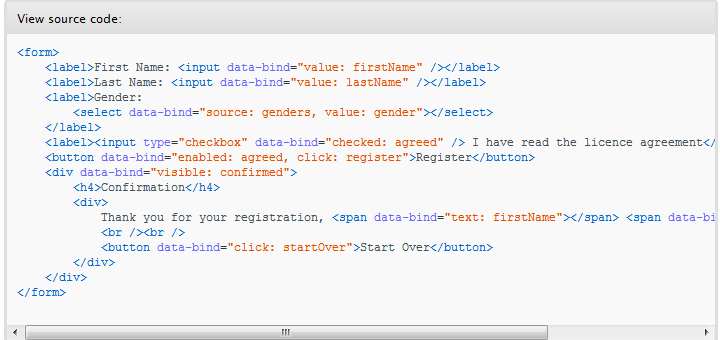 View source code:
<form>
    <label>First Name: <input data-bind="value: firstName" /></label>
    <label>Last Name: <input data-bind="value: lastName" /></label>
    <label>Gender:
        <select data-bind="source: genders, value: gender"></select>
    </label>
    <label><input type="checkbox" data-bind="checked: agreed" /> I have read the licence agreement</
    <button data-bind="enabled: agreed, click: register">Register</button>
    <div data-bind="visible: confirmed">
        <h4>Confirmation</h4>
        <div>
            Thank you for your registration, <span data-bind="text: firstName"></span> <span data-bi
            <br /><br />
            <button data-bind="click: startOver">Start Over</button>
        </div>
    </div>
</form>